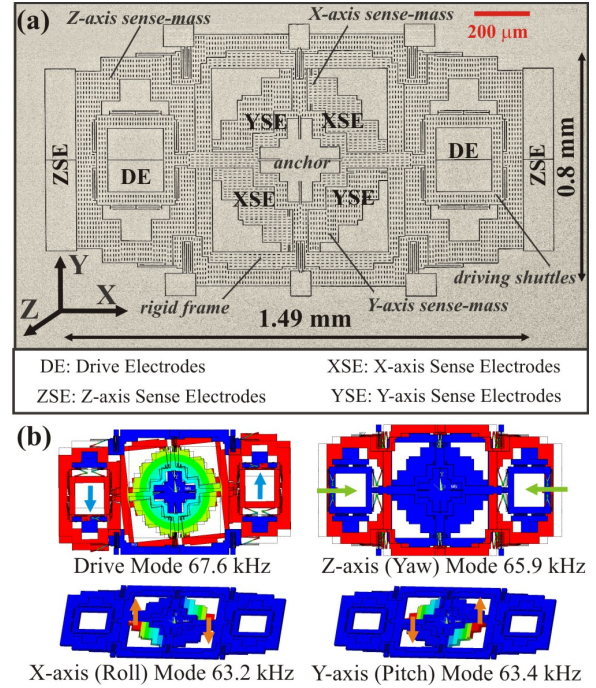 (a)
Z-axis sense-mass
X-axis sense-mass
200 μm
YSE
XSE
ZSE
DE
anchor
DE
ZSE
0.8 mm
XSE
YSE
Y
X
Z
rigid frame
driving shuttles
Y-axis sense-mass
1.49 mm
DE: Drive Electrodes
XSE: X-axis Sense Electrodes
ZSE: Z-axis Sense Electrodes
YSE: Y-axis Sense Electrodes
(b)
Drive Mode 67.6 kHz
Z-axis (Yaw) Mode 65.9 kHz
X-axis (Roll) Mode 63.2 kHz
Y-axis (Pitch) Mode 63.4 kHz